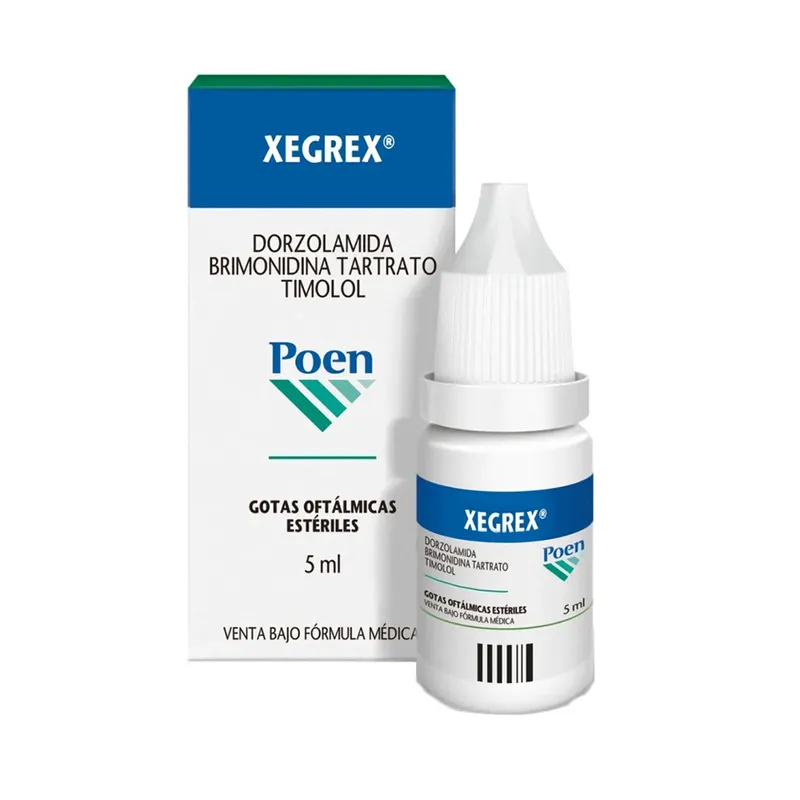 XEGREX®
DORZOLAMIDA
BRIMONIDINA TARTRATO
TIMOLOL
Poen
GOTAS OFTÁLMICAS
ESTÉRILES
5 ml
VENTA BAJO FÓRMULA MÉDICA
XEGREX®
DORZOLAMIDA
BRIMONIDINA TARTRATO
TIMOLOL
Poen
GOTAS OFTÁLMICAS ESTÉRILES
VENTA BAJO FÓRMULA MÉDICA
5 ml